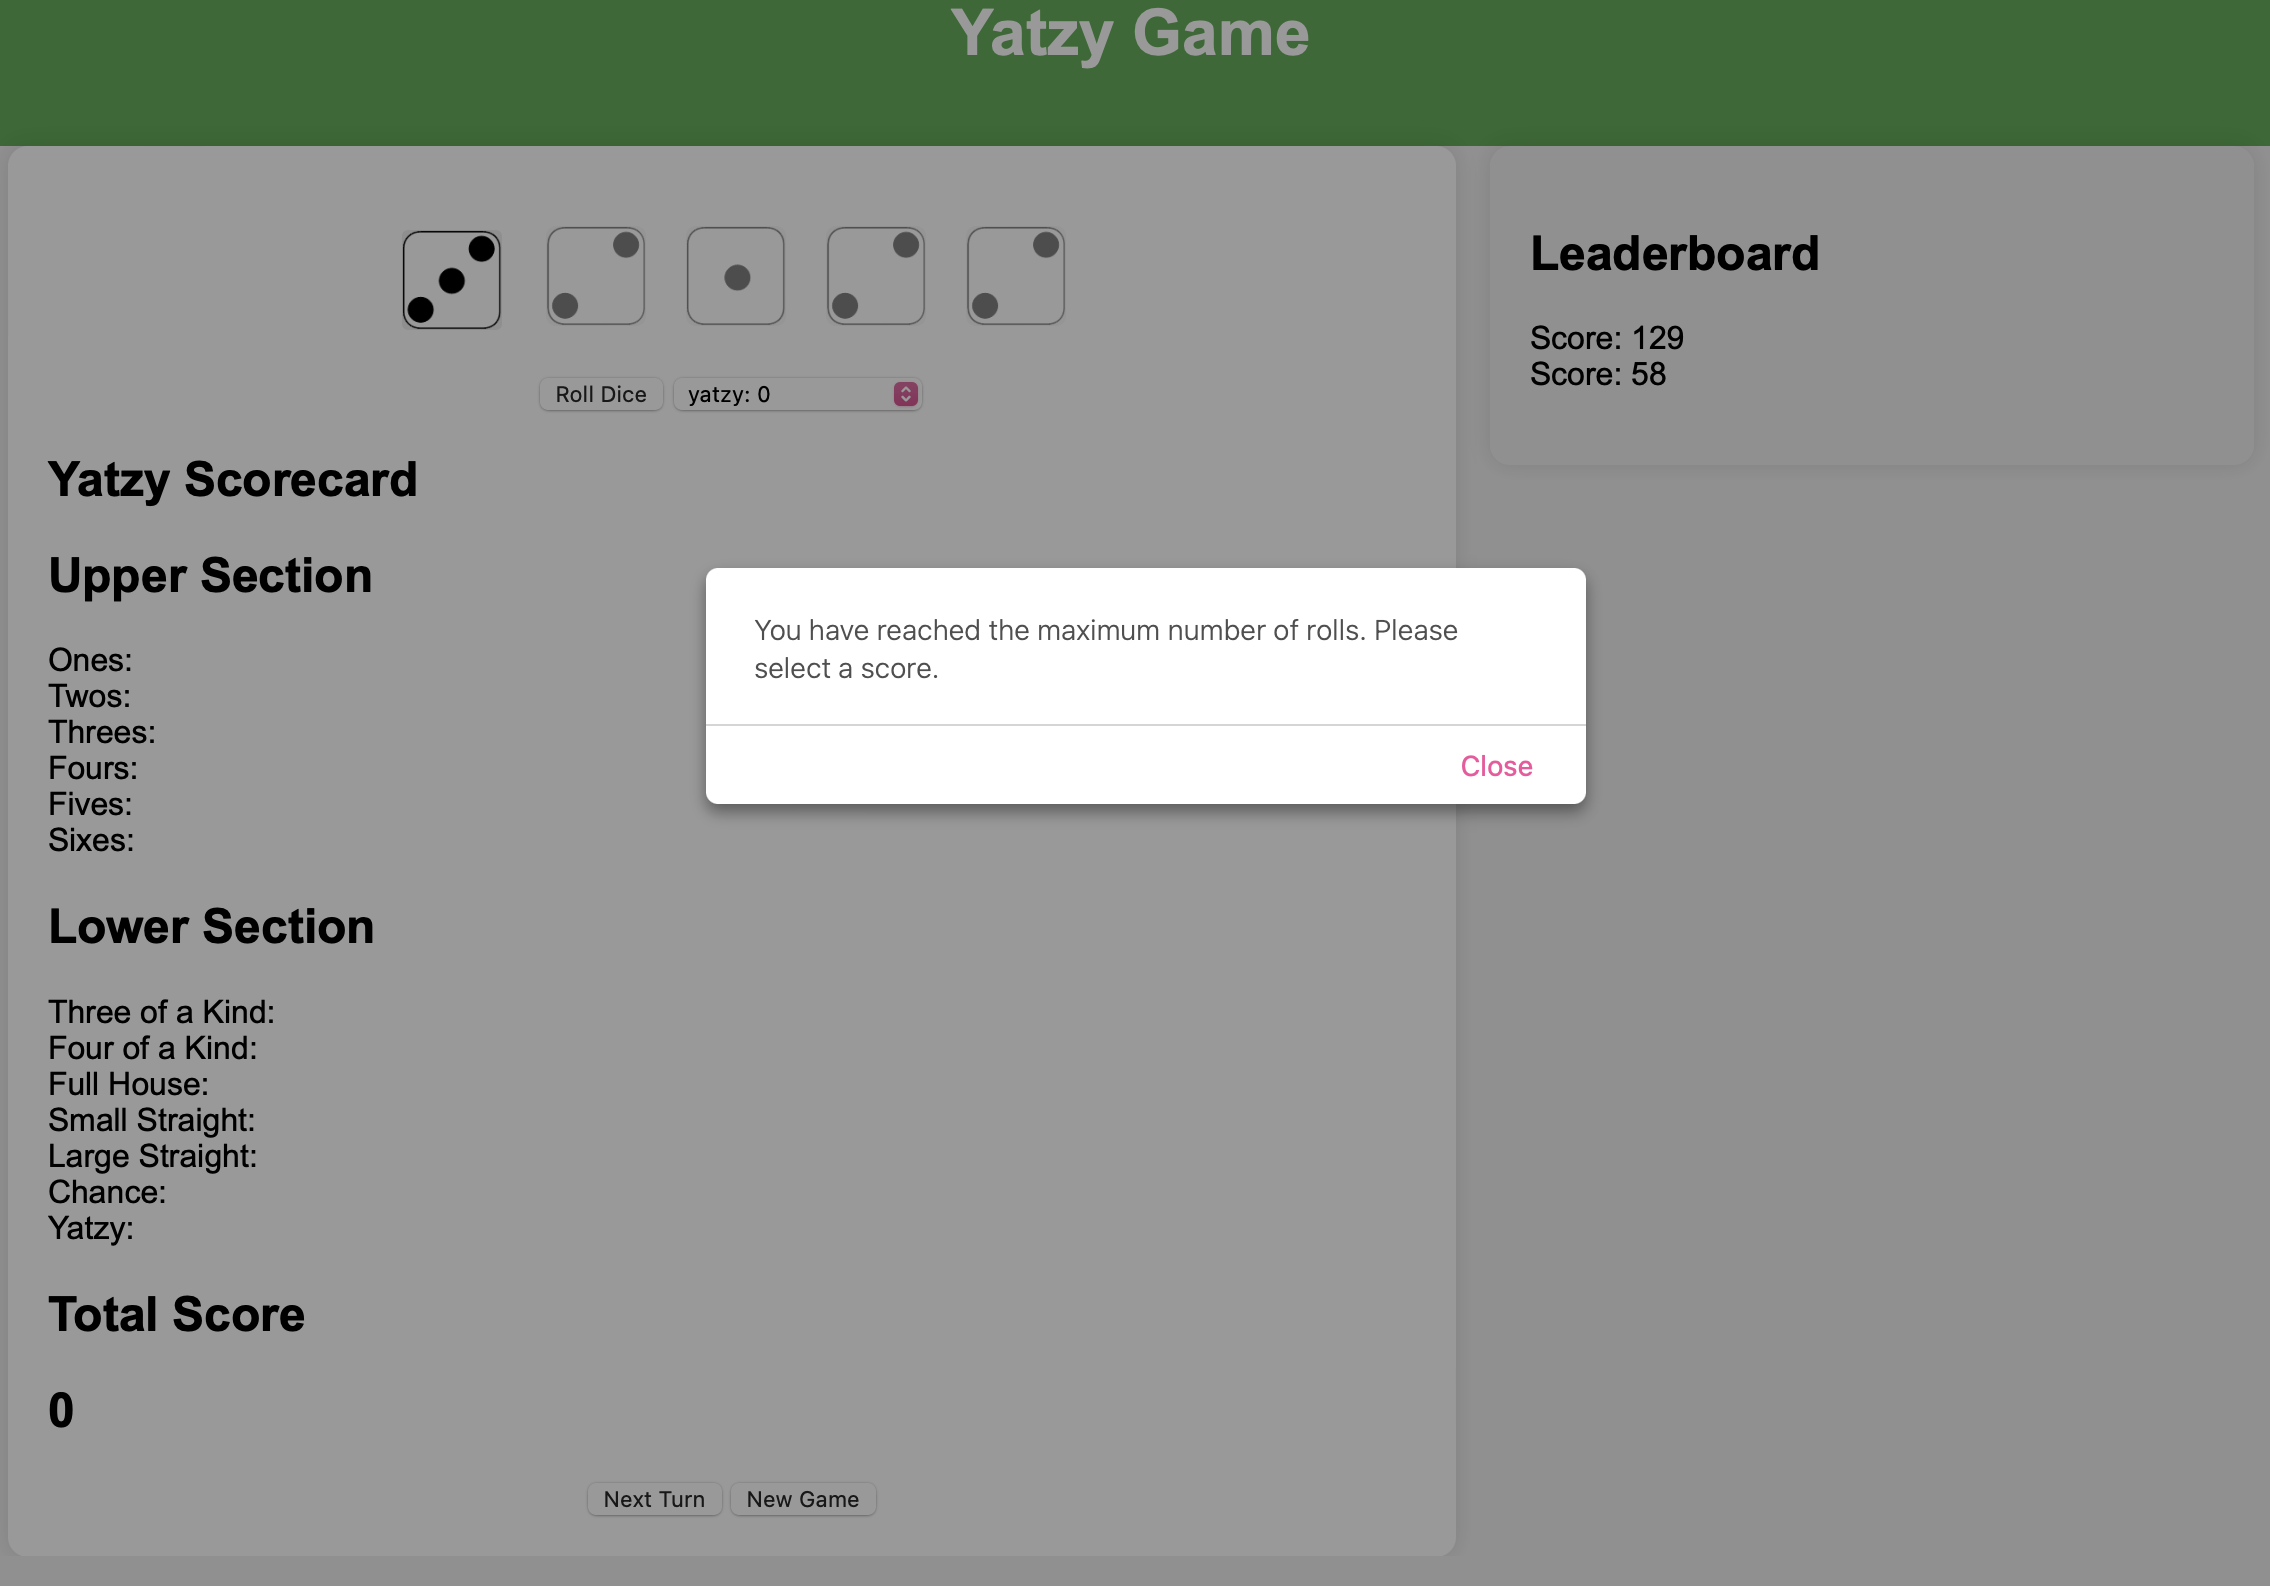 Yatzy Game
Roll Dice
yatzy: 0
Yatzy Scorecard
Upper Section
Ones:
Twos:
Threes:
Fours:
Fives:
Sixes:
Lower Section
Three of a Kind:
Four of a Kind:
Full House:
Small Straight:
Large Straight:
Chance:
Yatzy:
Total Score
0
Next Turn
New Game
Leaderboard
Score: 129
Score: 58
You have reached the maximum number of rolls. Please
select a score.
Close